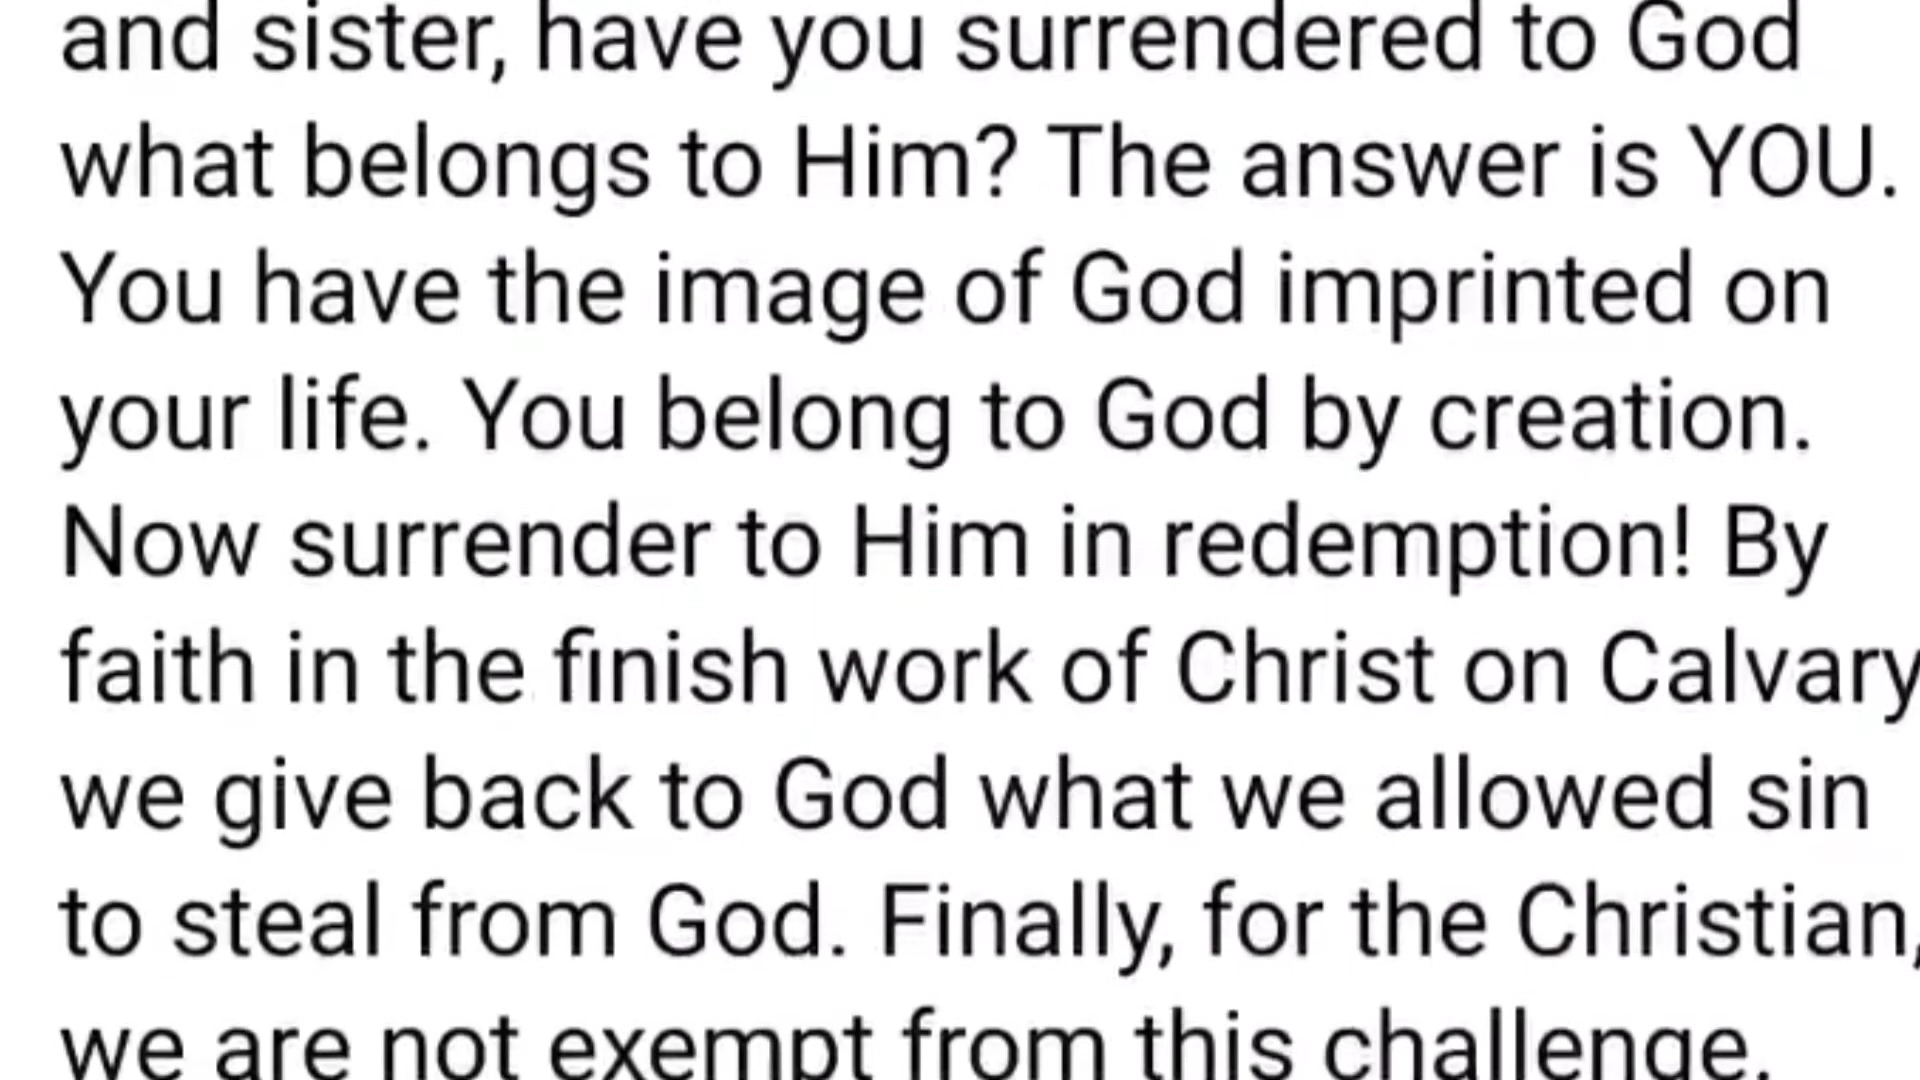 and sister, have you surrendered to God
what belongs to Him? The answer is YOU.
You have the image of God imprinted on
your life. You belong to God by creation.
Now surrender to Him in redemption! By
faith in the finish work of Christ on Calvary
we give back to God what we allowed sin
to steal from God. Finally, for the Christian,
we are not exempt from this challenge.